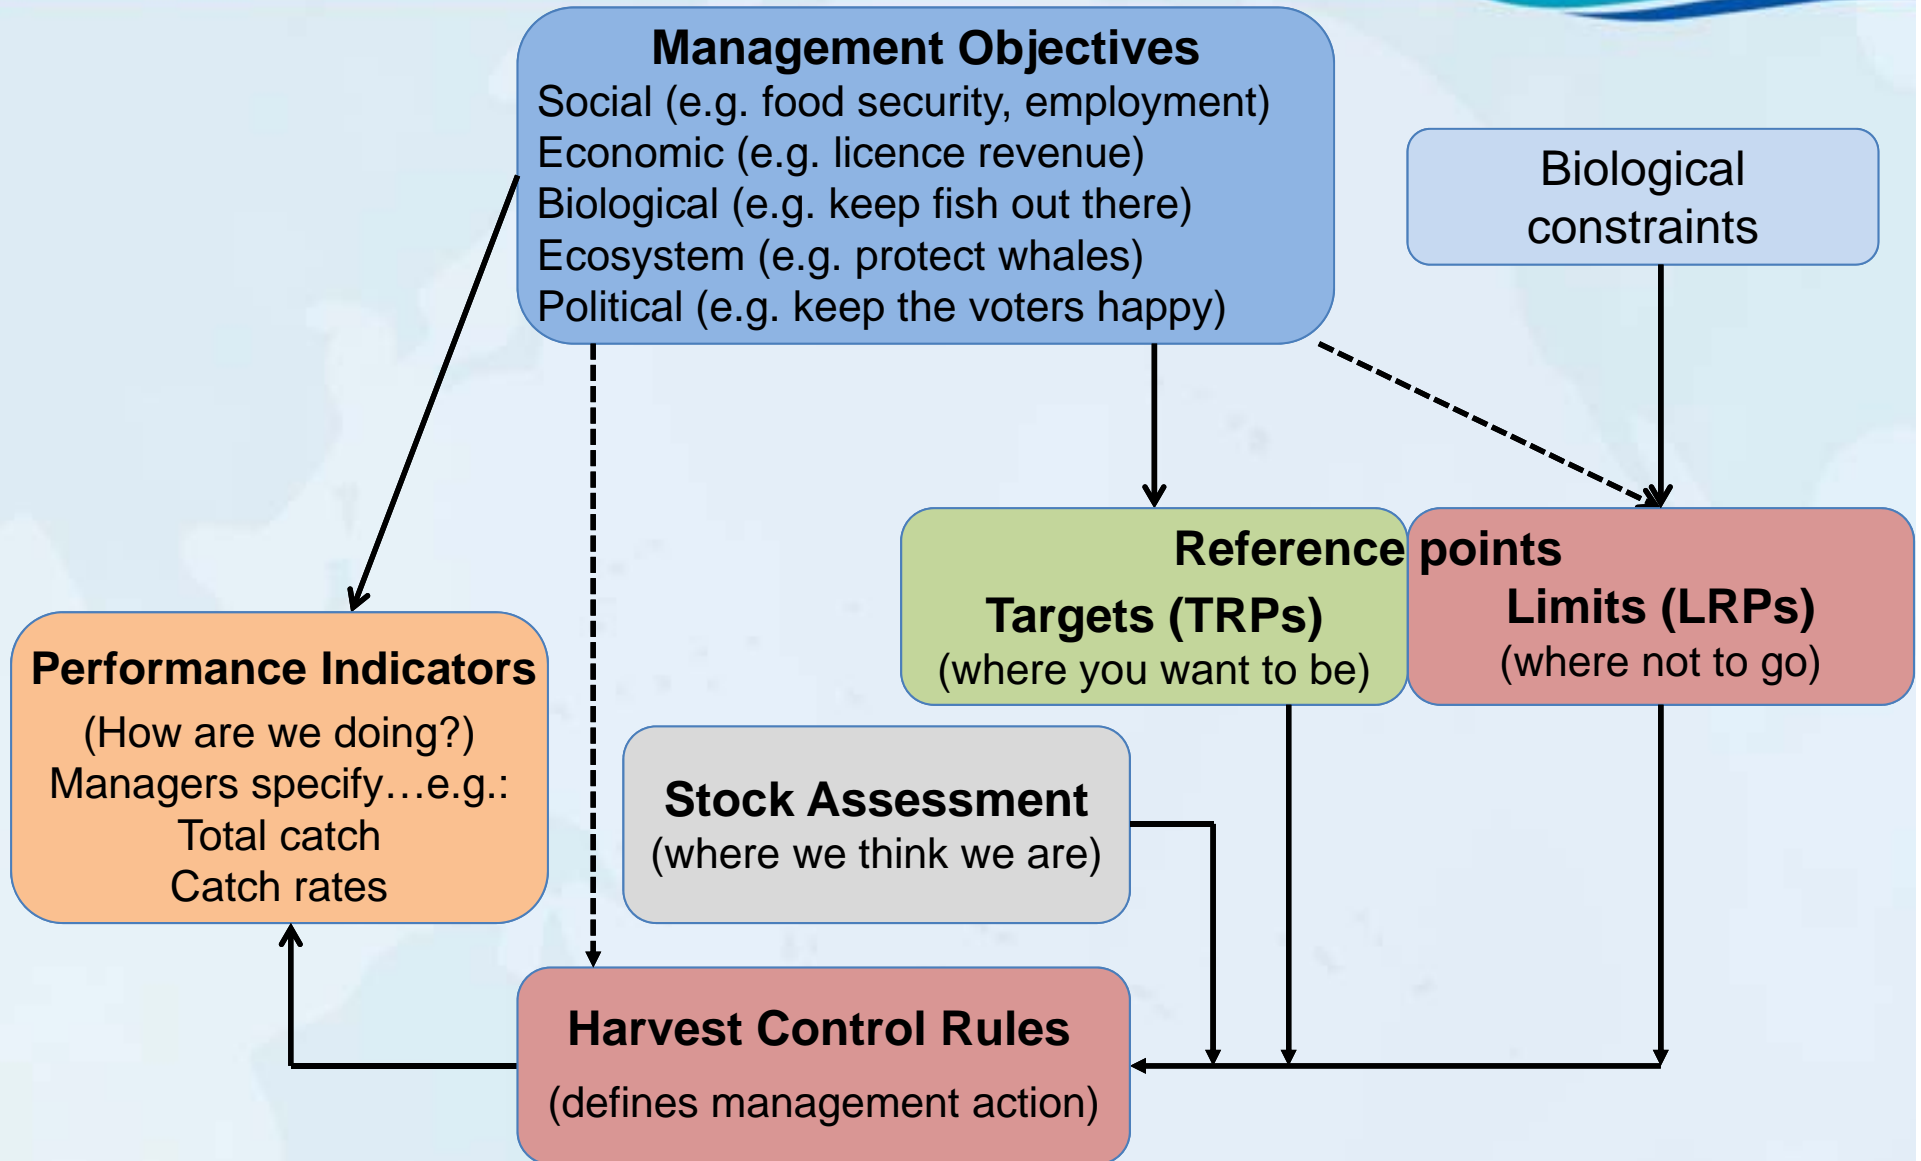 Management Objectives
Social (e.g. food security, employment)
Economic (e.g. licence revenue)
Biological (e.g. keep fish out there)
Ecosystem (e.g. protect whales)
Political (e.g. keep the voters happy)
Biological
constraints
Reference points
Targets (TRPs)
(where you want to be)
Limits (LRPs)
(where not to go)
Performance Indicators
(How are we doing?)
Managers specify…e.g.:
Total catch
Catch rates
Stock Assessment
(where we think we are)
Harvest Control Rules
(defines management action)